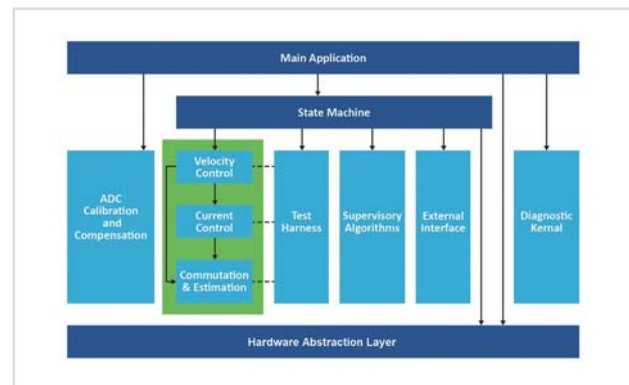 Main Application
State Machine
Velocity
Control
ADC
Calibration
and
Compensation
Current
Control
Test
Harness
Supervisory
Algorithms
External
Interface
Diagnostic
Kernal
Commutation
& Estimation
Hardware Abstraction Layer